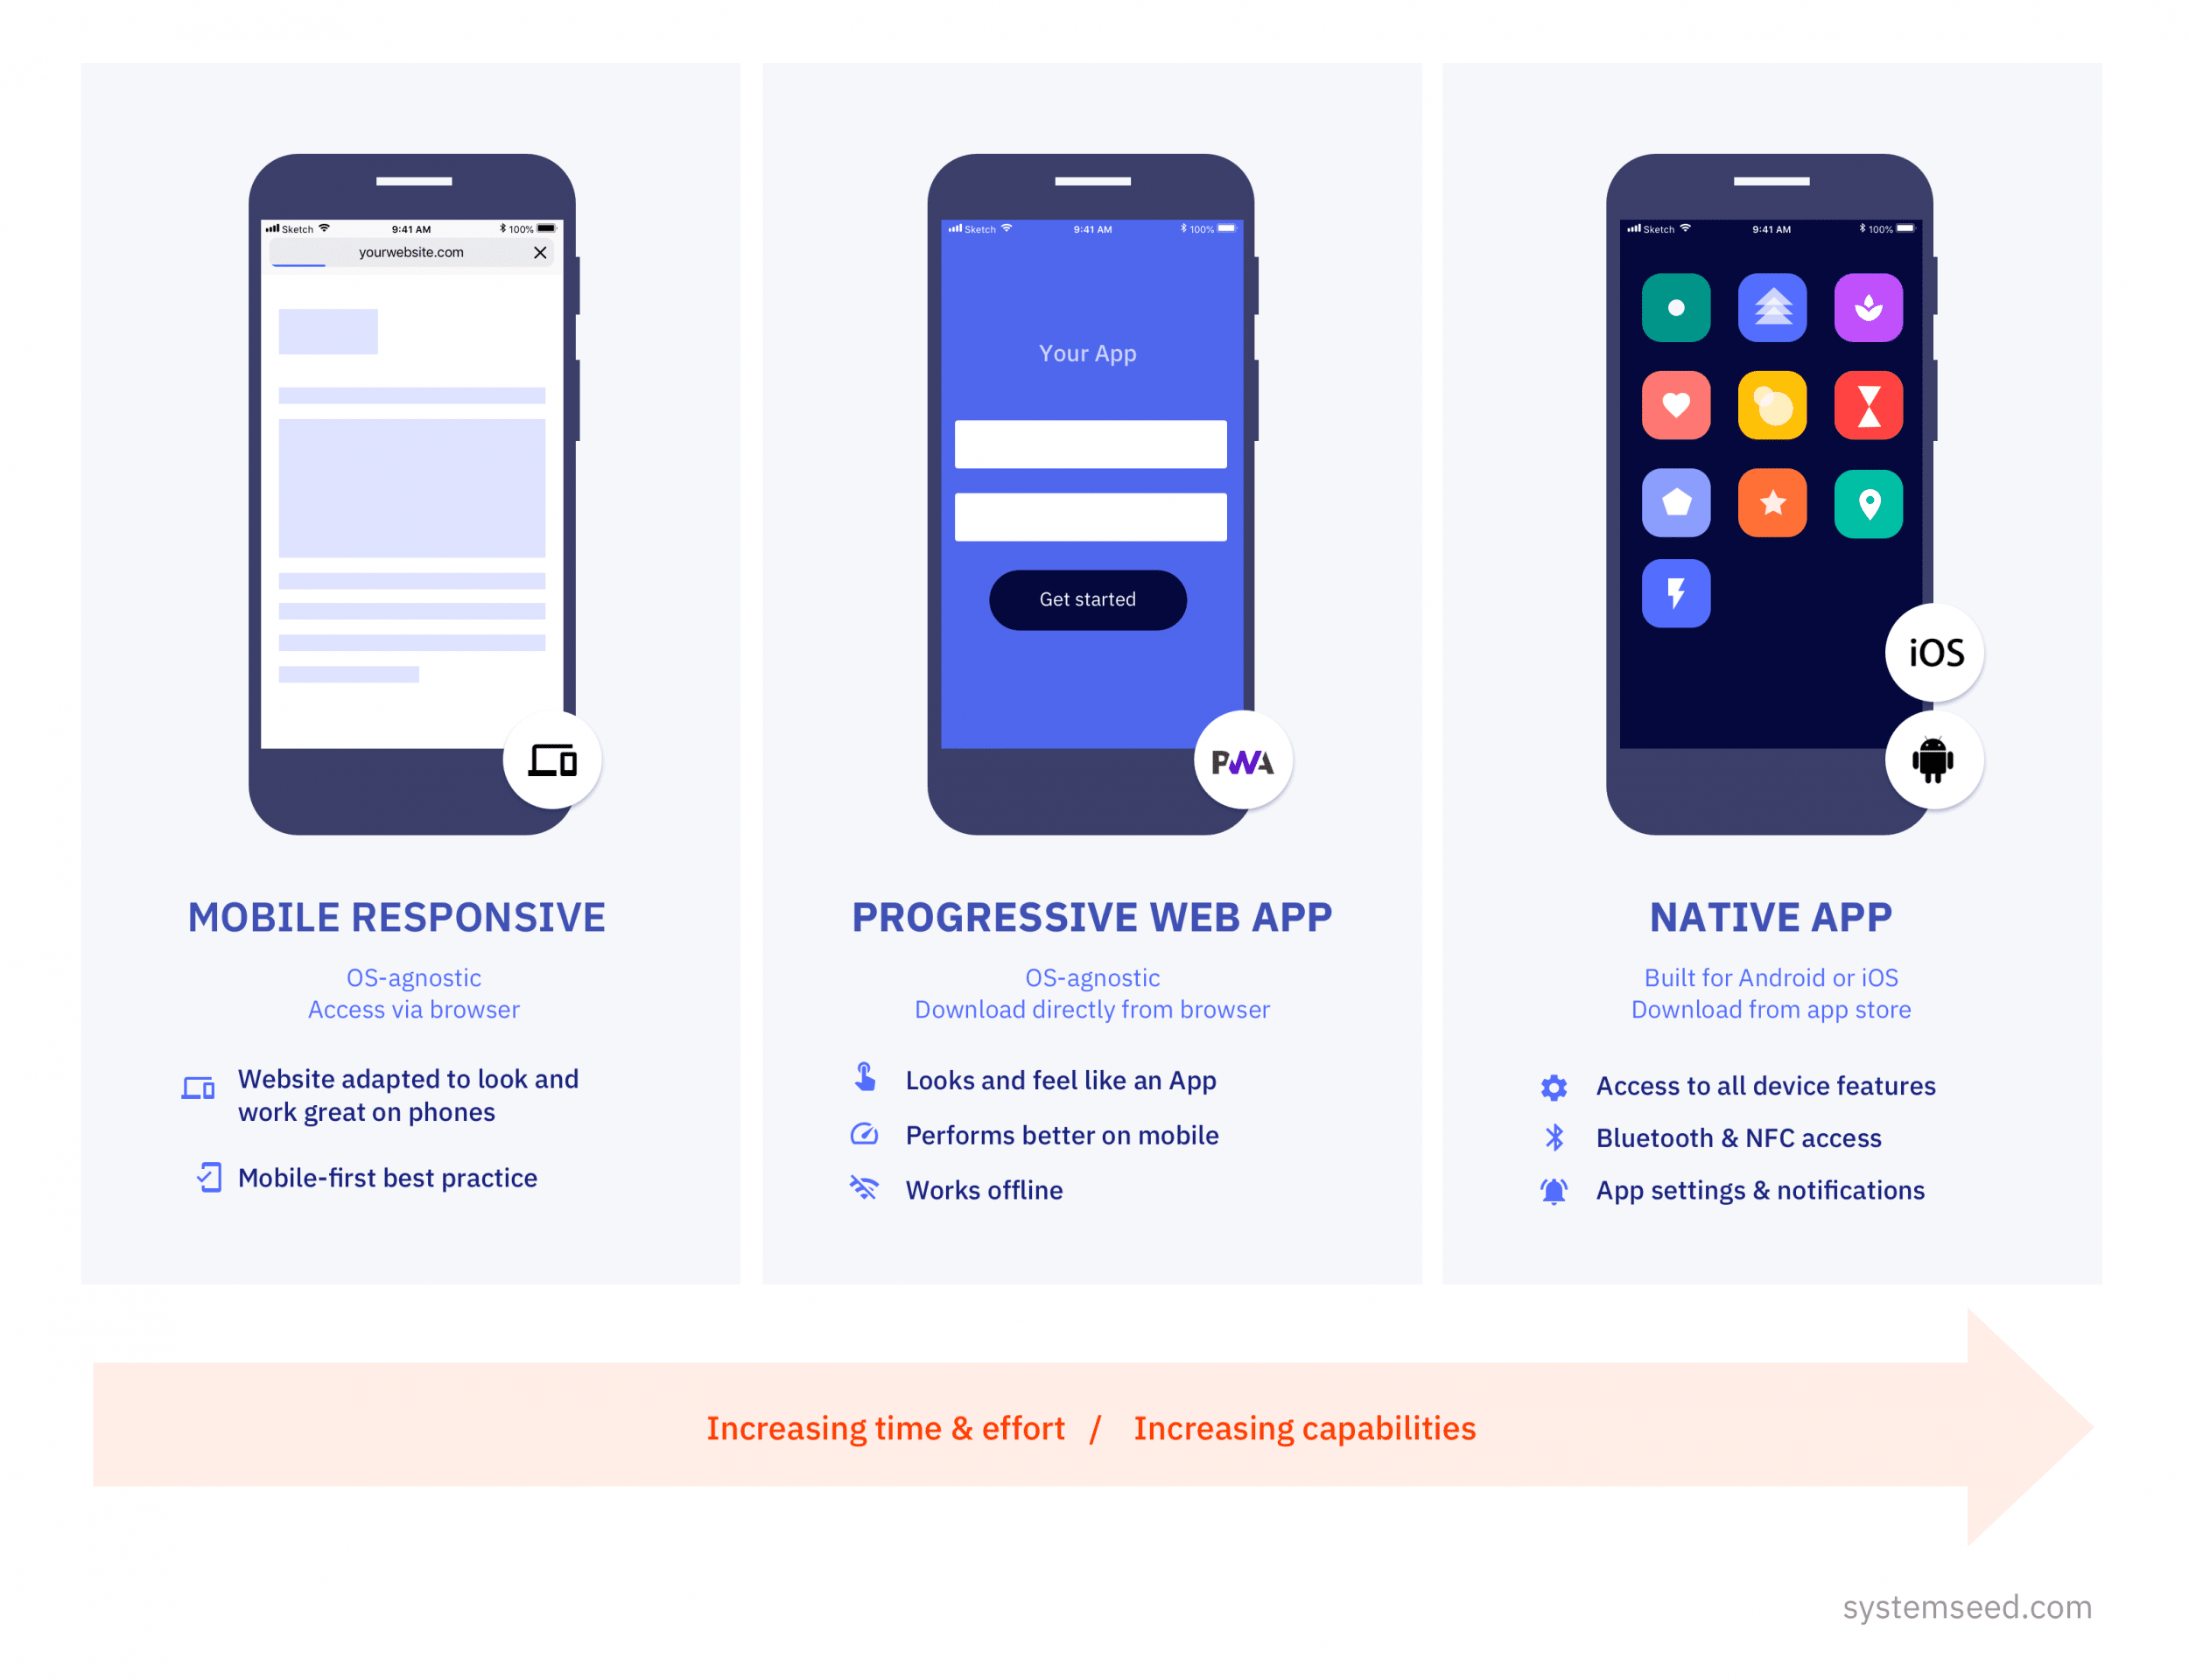 Sketch 9:41 AM 100%
yourwebsite.com
Sketch 9:41 AM 100%
Your App
Get started
PWA
Sketch 9:41 AM 100%
iOS
MOBILE RESPONSIVE
OS-agnostic
Access via browser
Website adapted to look and
work great on phones
Mobile-first best practice
PROGRESSIVE WEB APP
OS-agnostic
Download directly from browser
Looks and feel like an App
Performs better on mobile
Works offline
NATIVE APP
Built for Android or iOS
Download from app store
Access to all device features
Bluetooth & NFC access
App settings & notifications
Increasing time & effort / Increasing capabilities
systemseed.com